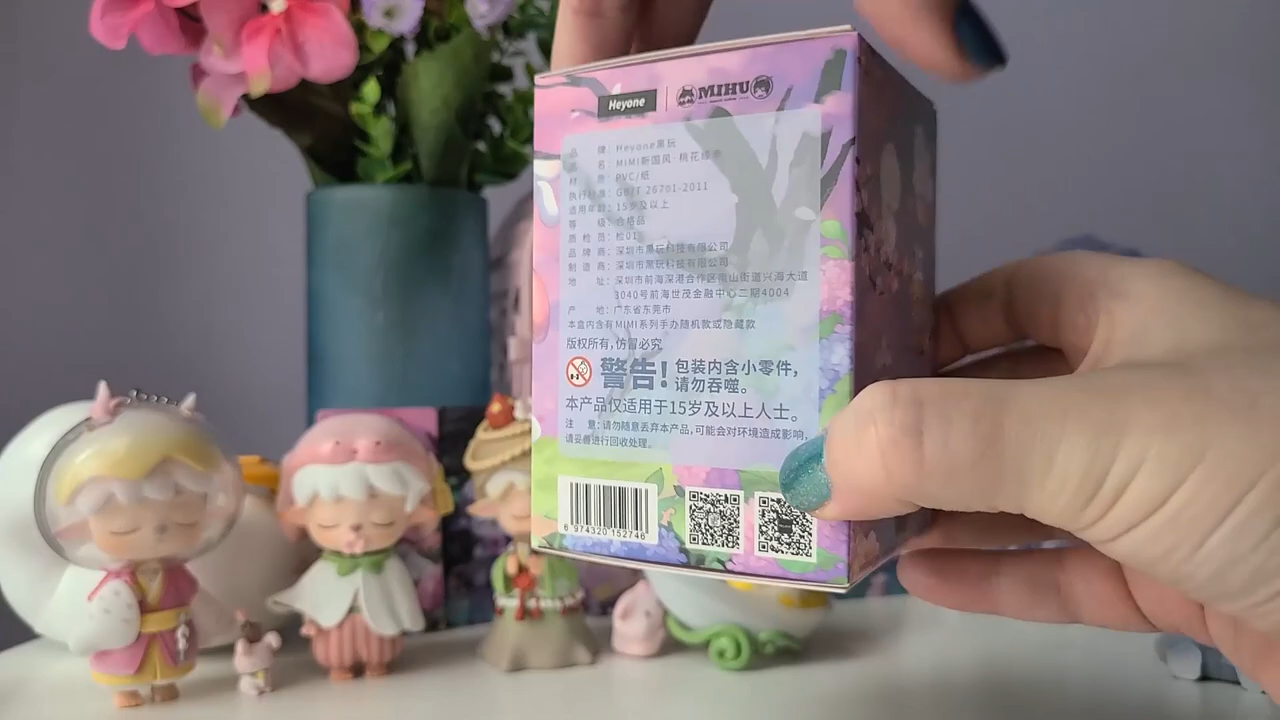 Heyone MIHU
品 牌：Heyone黑玩
名：MIMI新国风·桃花
材 质：PVC/纸
执行标准：GB/T 26701-2011
适用年龄：15岁及以上
等 级：合格品
质 检 员：检01
品 牌 商：深圳市黑玩科技有限公司
制 造 商：深圳市黑玩科技有限公司
地 址：深圳市前海深港合作区南山街道兴海大道
3040号前海世茂金融中心二期4004
产 地：广东省东莞市
本盒内含有MIMI系列手办随机款或隐藏款
版权所有,仿冒必究
警告! 包装内含小零件,
请勿吞噬。
本产品仅适用于15岁及以上人士。
注 意：请勿随意丢弃本产品,可能会对环境造成影响,
请妥善进行回收处理。
6 974320 152746